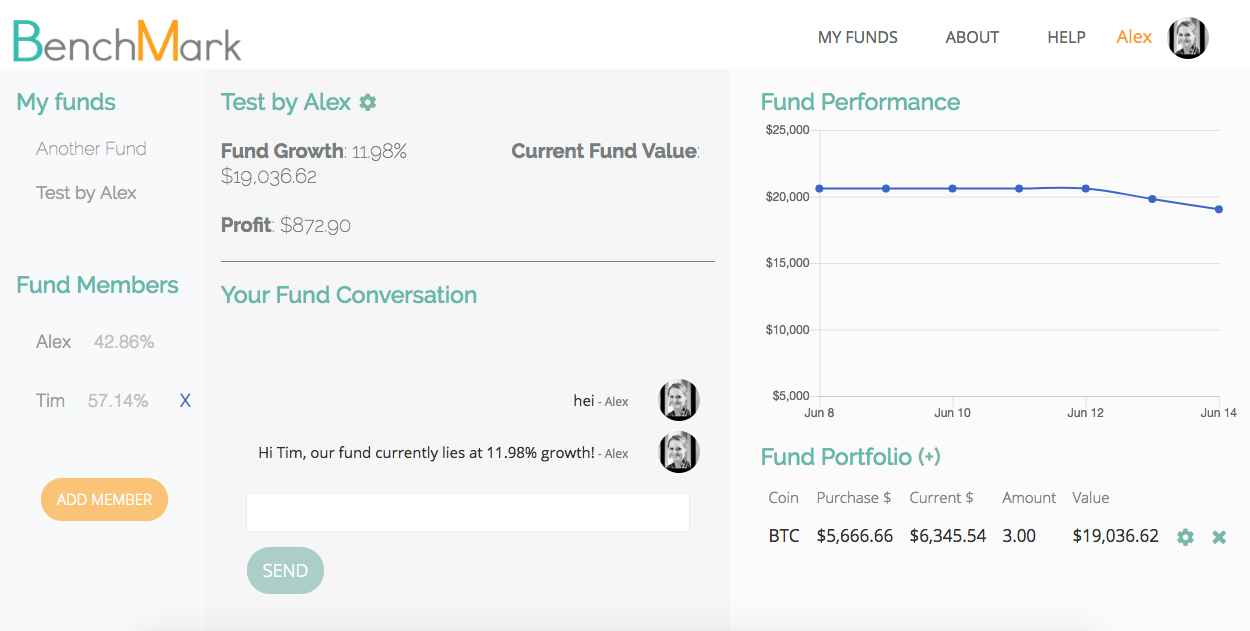 BenchMark
MY FUNDS ABOUT HELP Alex
My funds
Another Fund
Test by Alex
Fund Members
Alex 42.86%
Tim 57.14% X
ADD MEMBER
Test by Alex
Fund Growth: 11.98% Current Fund Value:
$19,036.62
Profit: $872.90
Your Fund Conversation
hei - Alex
Hi Tim, our fund currently lies at 11.98% growth! - Alex
SEND
Fund Performance
$25,000
$20,000
$15,000
$10,000
$5,000
Jun 8 Jun 10 Jun 12 Jun 14
Fund Portfolio (+)
Coin Purchase $ Current $ Amount Value
BTC $5,666.66 $6,345.54 3.00 $19,036.62